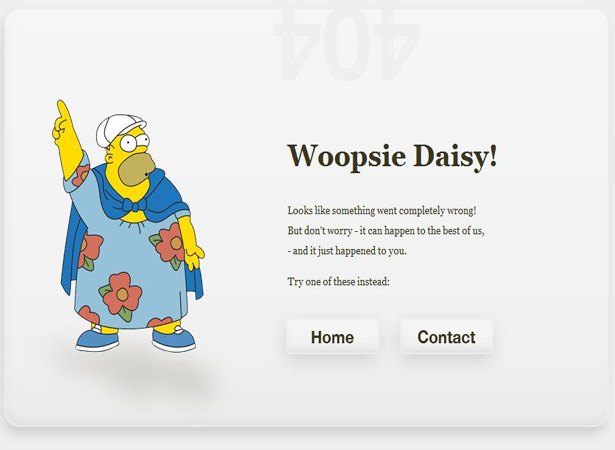 404
Woopsie Daisy!
Looks like something went completely wrong!
But don't worry - it can happen to the best of us,
- and it just happened to you.
Try one of these instead:
Home Contact